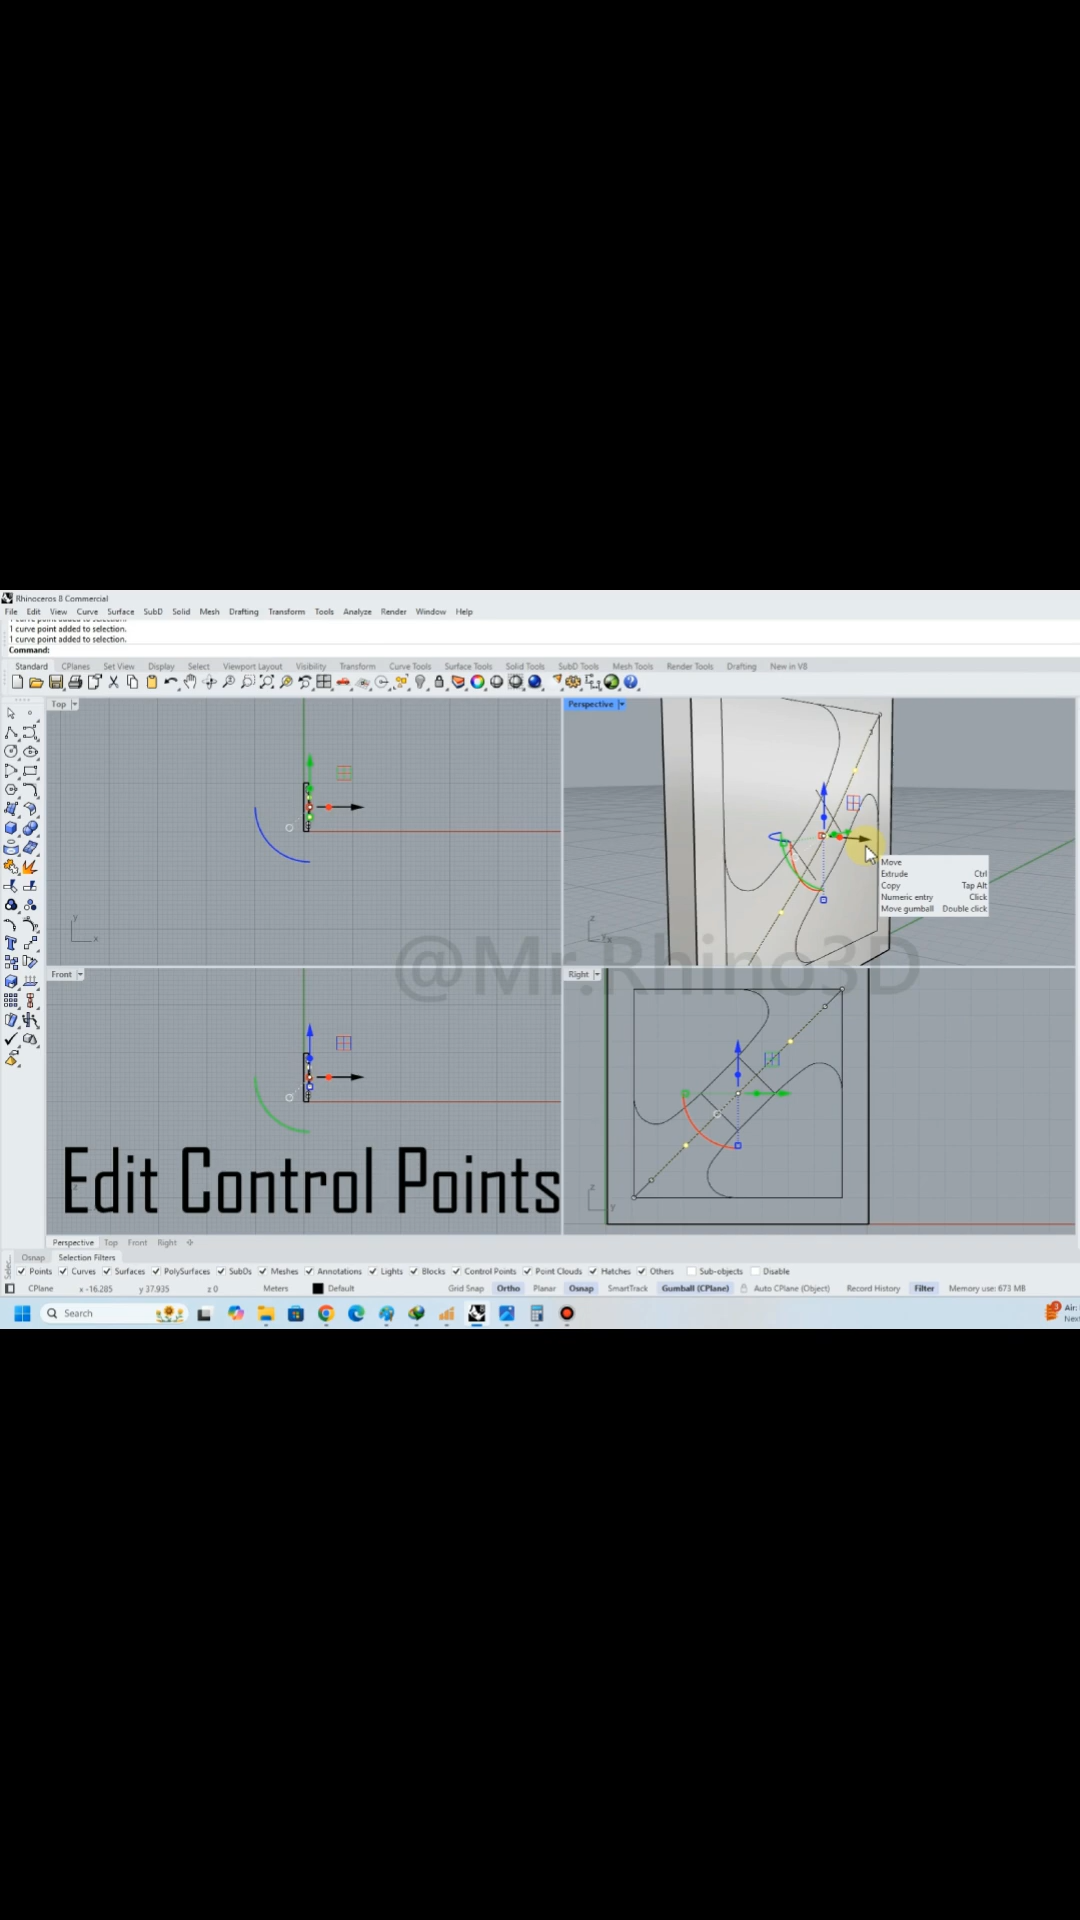 Rhinoceros 8 Commercial
File Edit View Curve Surface SubD Solid Mesh Drafting Transform Tools Analyze Render Window Help
1 curve point added to selection.
1 curve point added to selection.
Command:
Standard CPlanes Set View Display Select Viewport Layout Visibility Transform Curve Tools Surface Tools Solid Tools SubD Tools Mesh Tools Render Tools Drafting New in V8
Top
Perspective
Move
Extrude Ctrl
Copy Tap Alt
Numeric entry Click
Move gumball Double click
y
x
z
y x
@Mr.Rhino3D
Front
Right
Edit Control Points
z
y
Perspective Top Front Right
Osnap Selection Filters
Points Curves Surfaces PolySurfaces SubDs Meshes Annotations Lights Blocks Control Points Point Clouds Hatches Others Sub-objects Disable
CPlane x -16.285 y 37.935 z 0 Meters Default Grid Snap Ortho Planar Osnap SmartTrack Gumball (CPlane) Auto CPlane (Object) Record History Filter Memory use: 673 MB
Search
Air:
Next